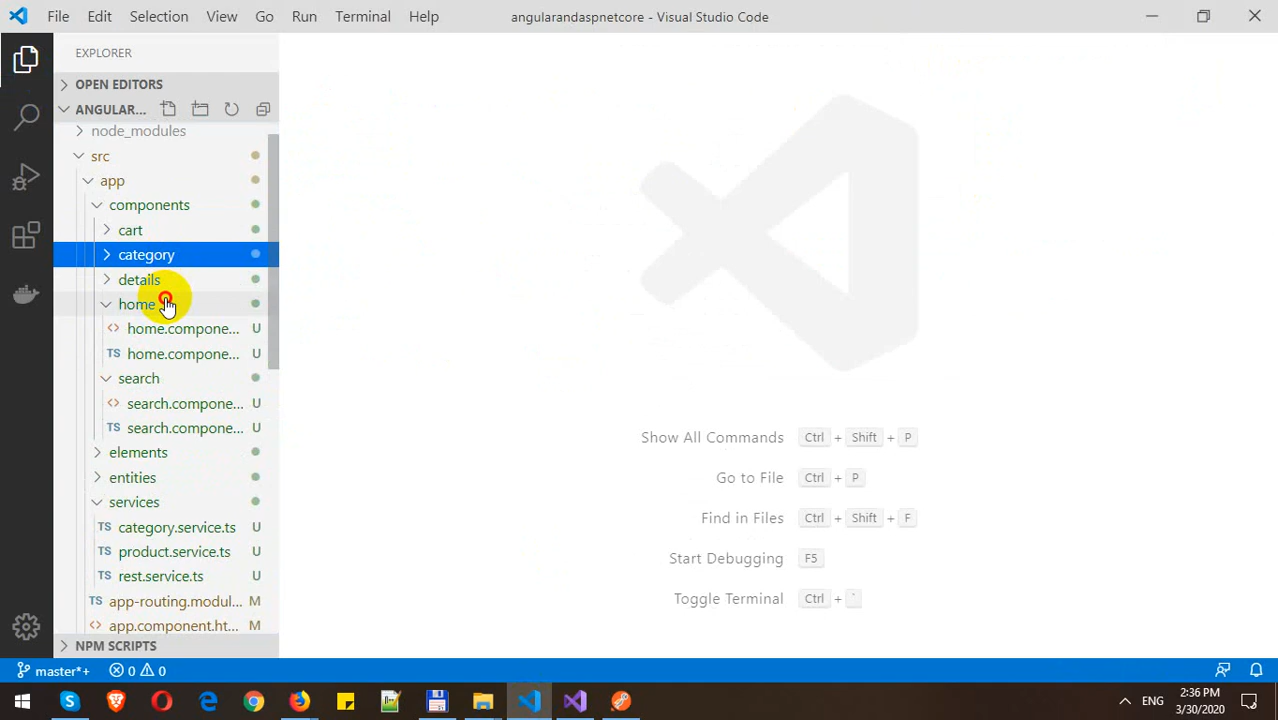 File Edit Selection View Go Run Terminal Help angularandaspnetcore - Visual Studio Code
EXPLORER
OPEN EDITORS
ANGULAR...
node_modules
src
app
components
cart
category
details
home
home.compone... U
TS home.compone... U
search
search.compone... U
TS search.compone... U
elements
entities
services
TS category.service.ts U
TS product.service.ts U
TS rest.service.ts U
TS app-routing.modul... M
app.component.ht... M
NPM SCRIPTS
Show All Commands Ctrl + Shift + P
Go to File Ctrl + P
Find in Files Ctrl + Shift + F
Start Debugging F5
Toggle Terminal Ctrl + `
master*+ 0 0
ENG
2:36 PM
3/30/2020